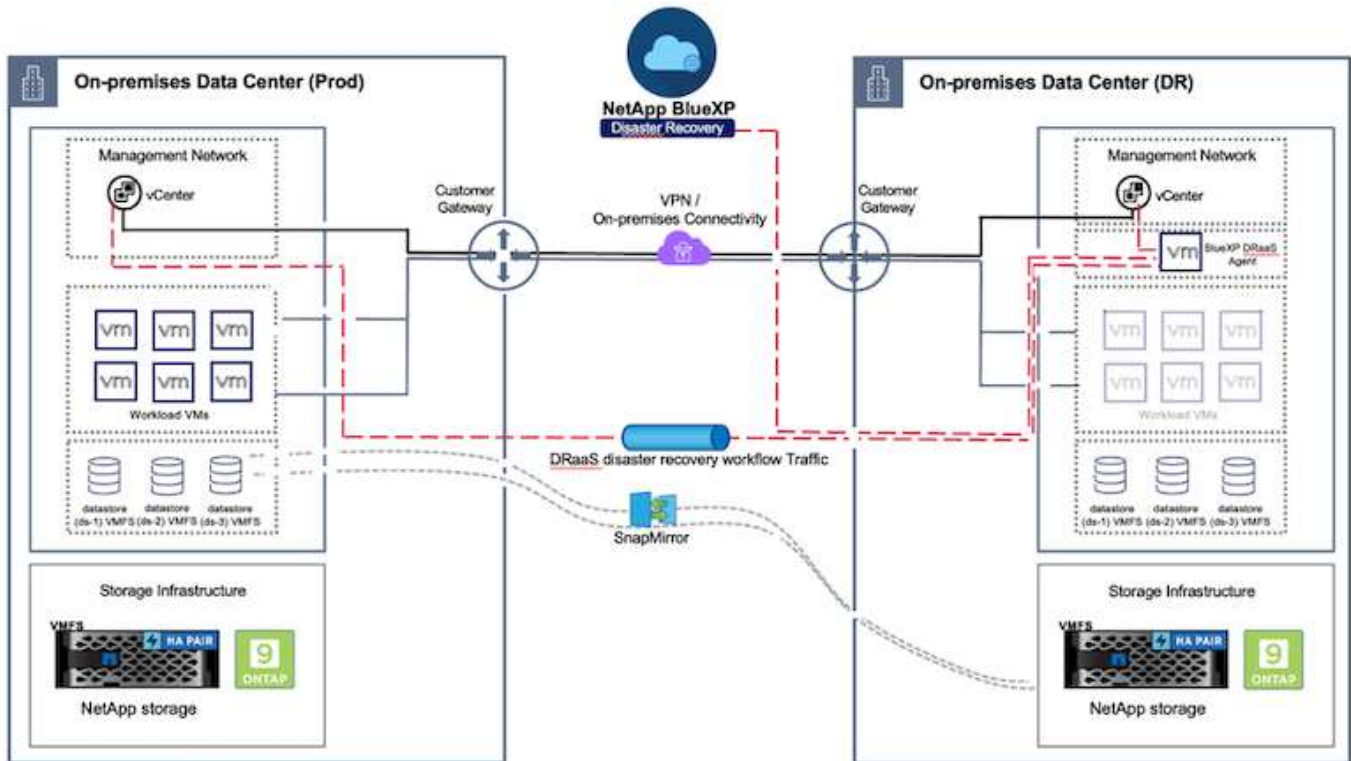 NetApp BlueXP
Disaster Recovery
On-premises Data Center (Prod)
Management Network
vCenter
Customer
Gateway
VPN /
On-premises Connectivity
vm vm vm
vm vm vm
Workload VMs
datastore datastore datastore
(ds-1) VMFS (ds-2) VMFS (ds-3) VMFS
DRaaS disaster recovery workflow Traffic
SnapMirror
Storage Infrastructure
VMFS
HA PAIR
9
ONTAP
NetApp storage
On-premises Data Center (DR)
Customer
Gateway
Management Network
vCenter
vm
BlueXP DRaaS
Agent
vm vm vm
vm vm vm
Workload VMs
datastore datastore datastore
(ds-1) VMFS (ds-2) VMFS (ds-3) VMFS
Storage Infrastructure
VMFS
HA PAIR
9
ONTAP
NetApp storage